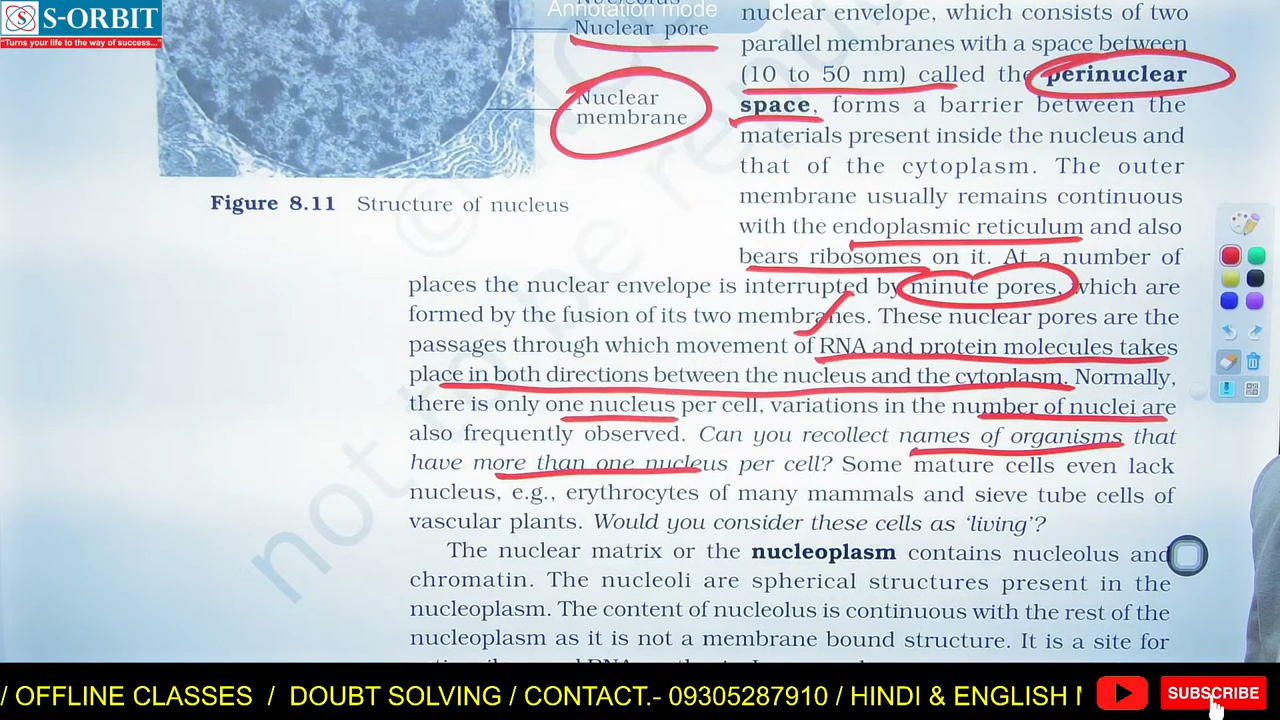 S-ORBIT
"Turns your life to the way of success..."
Annotation mode
Nucleolus
Nuclear pore
Nuclear
membrane
Figure 8.11 Structure of nucleus
nuclear envelope, which consists of two
parallel membranes with a space between
(10 to 50 nm) called the perinuclear
space, forms a barrier between the
materials present inside the nucleus and
that of the cytoplasm. The outer
membrane usually remains continuous
with the endoplasmic reticulum and also
bears ribosomes on it. At a number of
places the nuclear envelope is interrupted by minute pores, which are
formed by the fusion of its two membranes. These nuclear pores are the
passages through which movement of RNA and protein molecules takes
place in both directions between the nucleus and the cytoplasm. Normally,
there is only one nucleus per cell, variations in the number of nuclei are
also frequently observed. Can you recollect names of organisms that
have more than one nucleus per cell? Some mature cells even lack
nucleus, e.g., erythrocytes of many mammals and sieve tube cells of
vascular plants. Would you consider these cells as 'living'?
The nuclear matrix or the nucleoplasm contains nucleolus and
chromatin. The nucleoli are spherical structures present in the
nucleoplasm. The content of nucleolus is continuous with the rest of the
nucleoplasm as it is not a membrane bound structure. It is a site for
not be re
/ OFFLINE CLASSES / DOUBT SOLVING / CONTACT.- 09305287910 / HINDI & ENGLISH
SUBSCRIBE